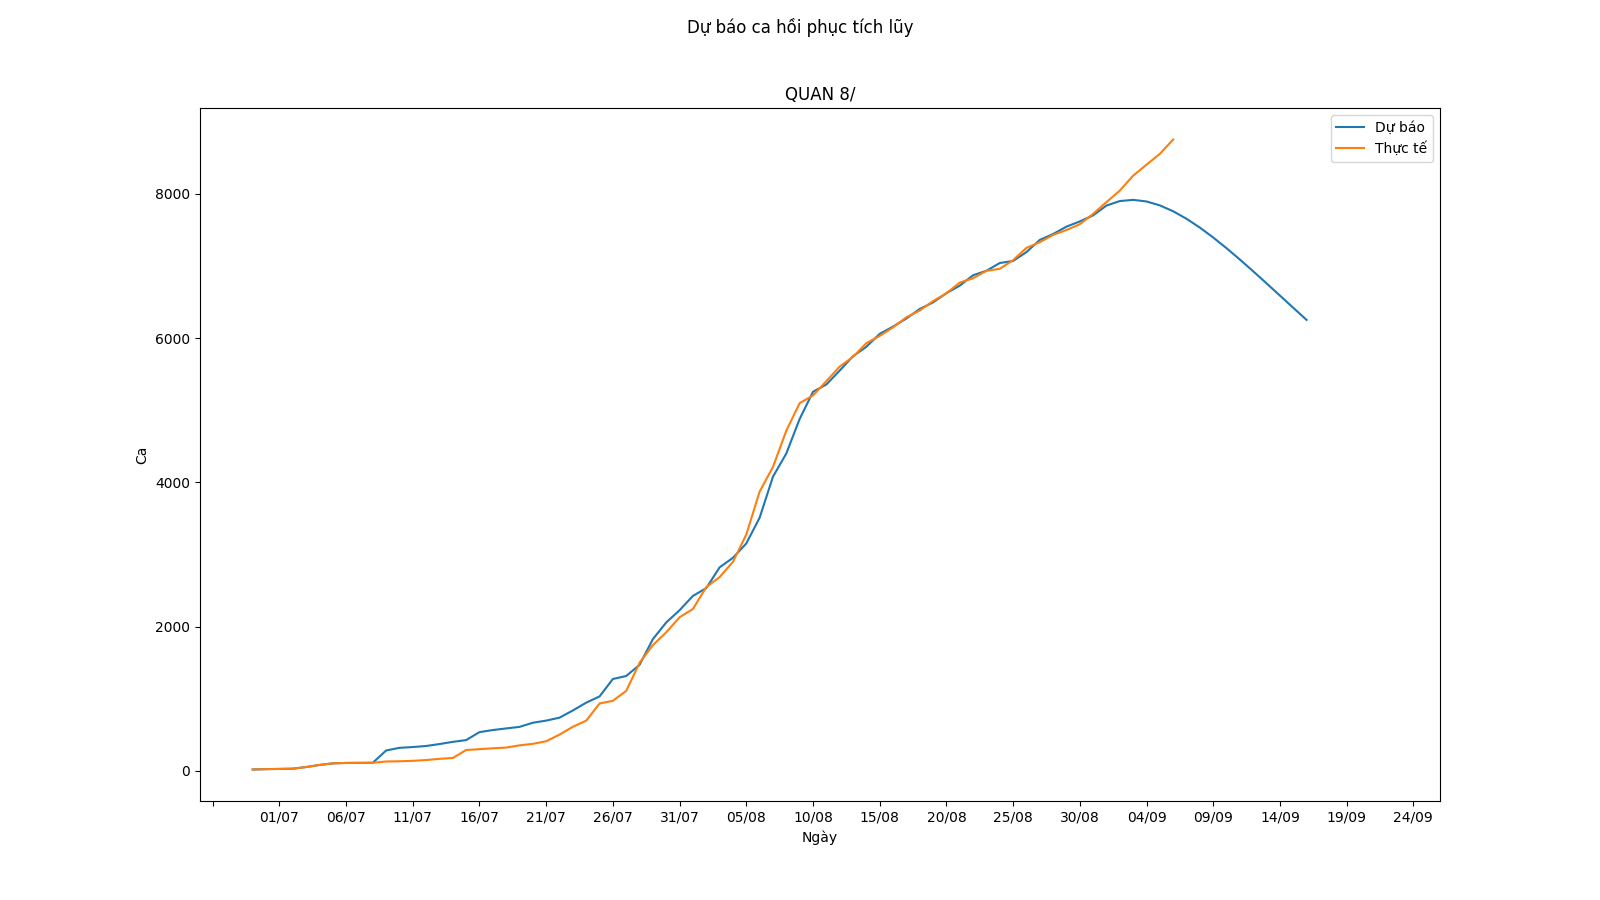 Dự báo ca hồi phục tích lũy
QUAN 8/
Dự báo
Thực tế
8000
6000
4000
2000
0
Ca
01/07 06/07 11/07 16/07 21/07 26/07 31/07 05/08 10/08 15/08 20/08 25/08 30/08 04/09 09/09 14/09 19/09 24/09
Ngày